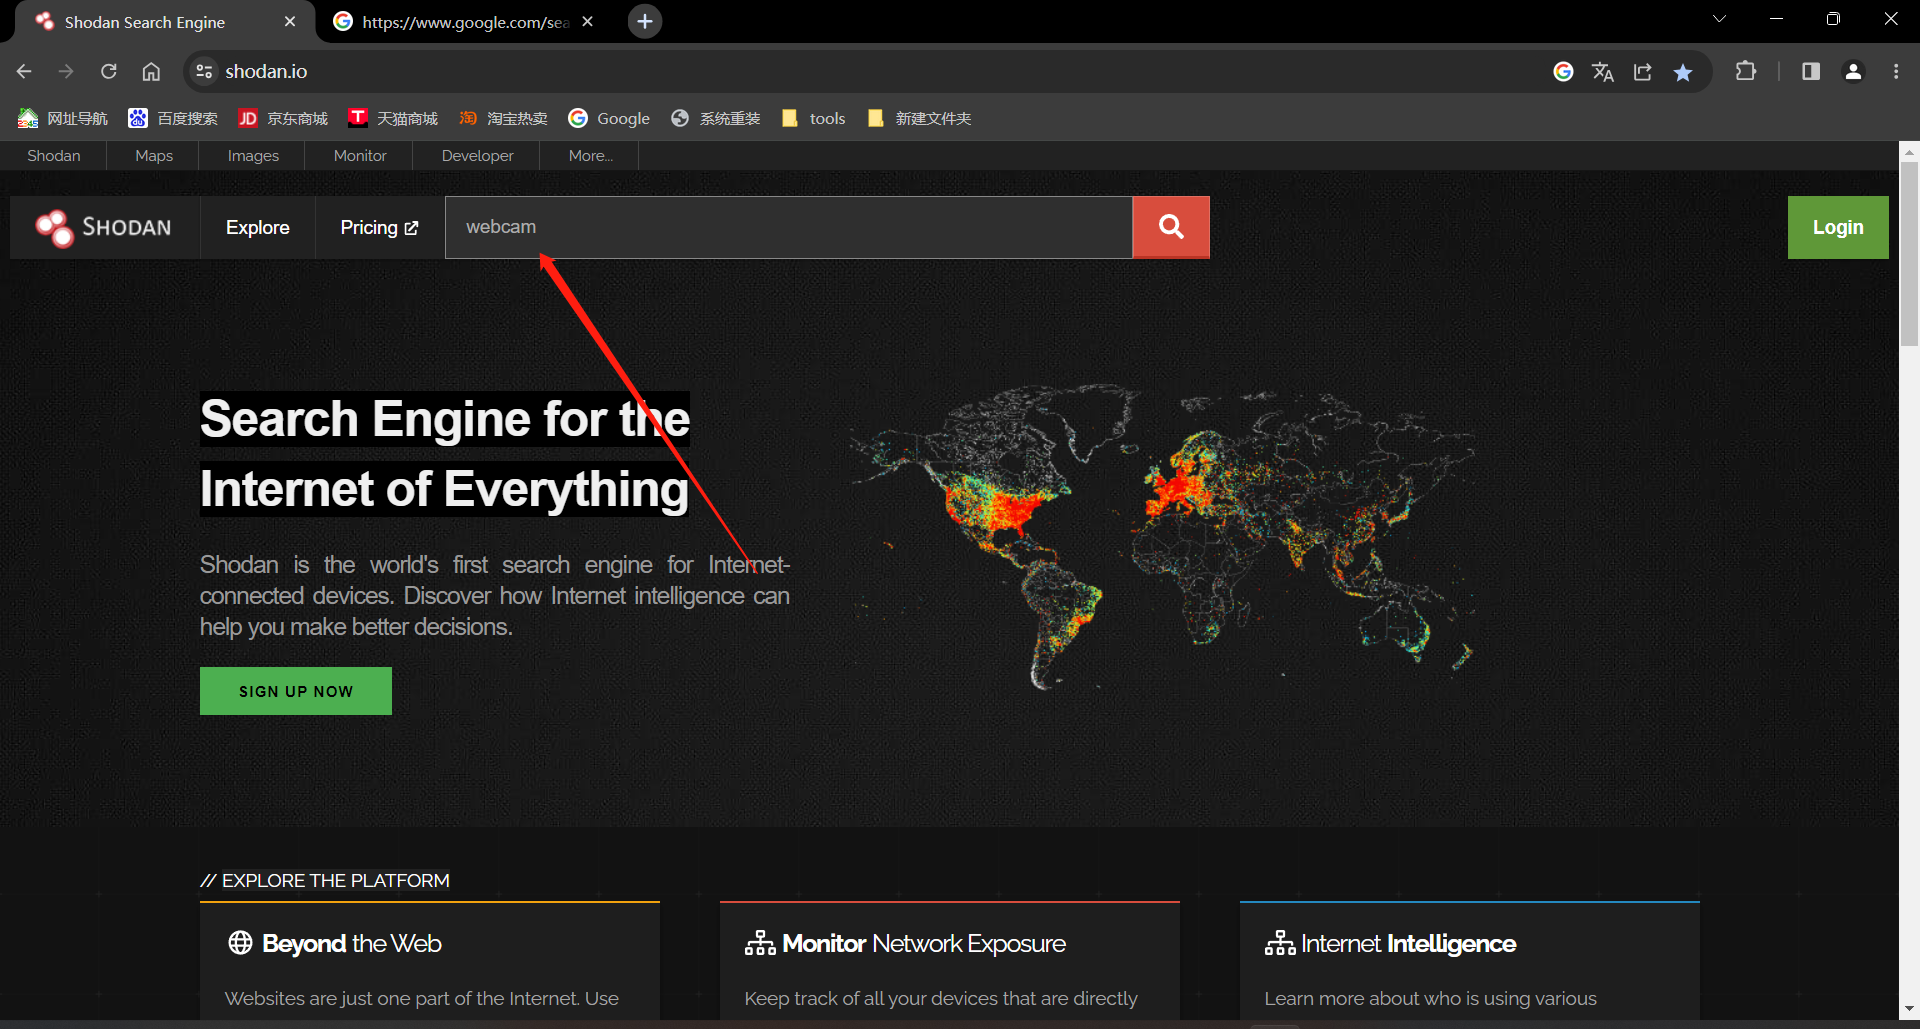 Shodan Search Engine
https://www.google.com/sea
shodan.io
网址导航
百度搜索
JD 京东商城
T 天猫商城
淘 淘宝热卖
Google
系统重装
tools
新建文件夹
Shodan
Maps
Images
Monitor
Developer
More...
SHODAN
Explore
Pricing
webcam
Login
Search Engine for the
Internet of Everything
Shodan is the world's first search engine for Internet-
connected devices. Discover how Internet intelligence can
help you make better decisions.
SIGN UP NOW
// EXPLORE THE PLATFORM
Beyond the Web
Websites are just one part of the Internet. Use
Monitor Network Exposure
Keep track of all your devices that are directly
Internet Intelligence
Learn more about who is using various